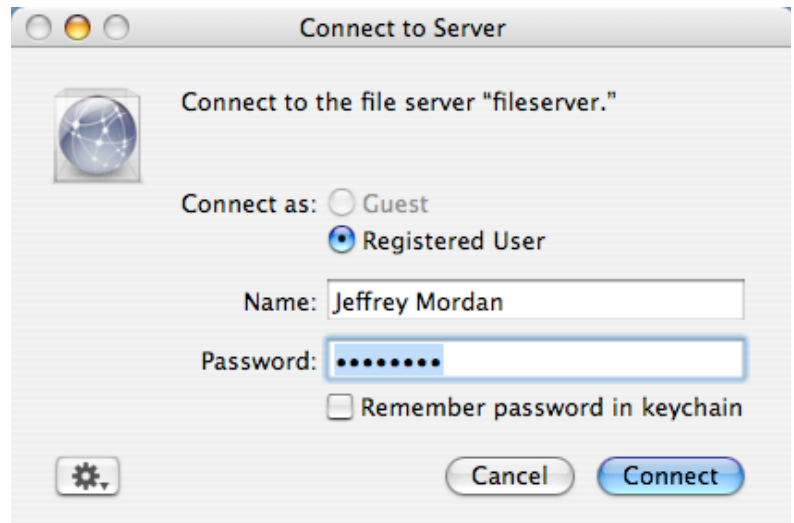 Connect to Server
Connect to the file server “fileserver.”
Connect as: Guest
Registered User
Name: Jeffrey Mordan
Password: ••••••••
Remember password in keychain
Cancel Connect